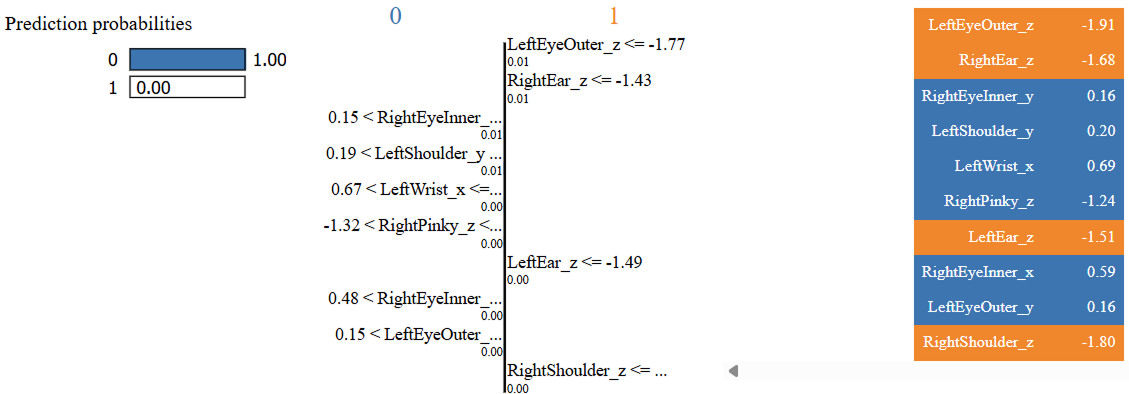 Prediction probabilities
0 1.00
1 0.00
0 1
LeftEyeOuter_z <= -1.77
0.01
RightEar_z <= -1.43
0.01
0.15 < RightEyeInner_...
0.01
0.19 < LeftShoulder_y ...
0.01
0.67 < LeftWrist_x <=...
0.00
-1.32 < RightPinky_z <...
0.00
LeftEar_z <= -1.49
0.00
0.48 < RightEyeInner_...
0.00
0.15 < LeftEyeOuter_...
0.00
RightShoulder_z <= ...
0.00
LeftEyeOuter_z -1.91
RightEar_z -1.68
RightEyeInner_y 0.16
LeftShoulder_y 0.20
LeftWrist_x 0.69
RightPinky_z -1.24
LeftEar_z -1.51
RightEyeInner_x 0.59
LeftEyeOuter_y 0.16
RightShoulder_z -1.80